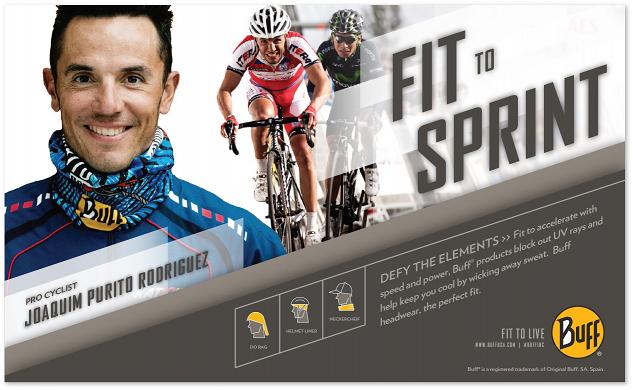 FIT TO
SPRINT
BUFF
PRO CYCLIST
JOAQUIM PURITO RODRIGUEZ
DEFY THE ELEMENTS >> Fit to accelerate with
speed and power, Buff® products block out UV rays and
help keep you cool by wicking away sweat. Buff
headwear, the perfect fit.
DO RAG
HELMET LINER
NECKERCHIEF
FIT TO LIVE
WWW.BUFFUSA.COM | #BUFFINC
BUFF
Buff® is a registered trademark of Original Buff, SA, Spain.